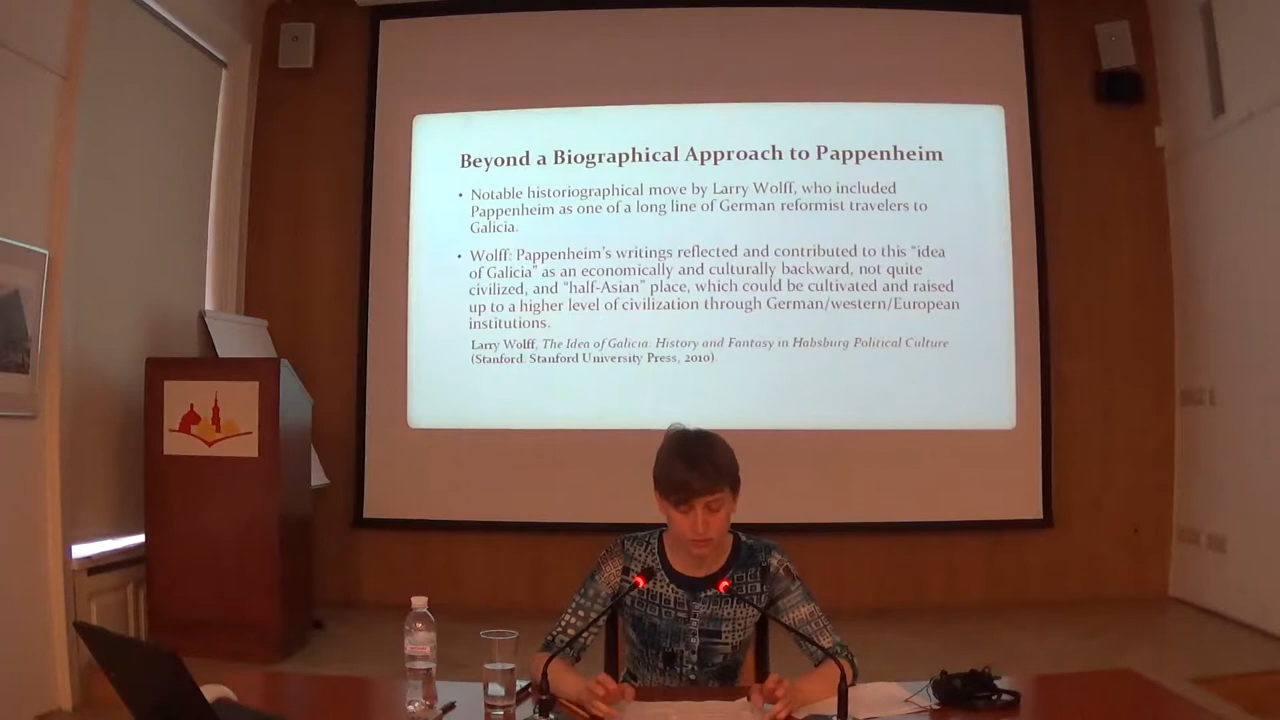 Beyond a Biographical Approach to Pappenheim
• Notable historiographical move by Larry Wolff, who included
Pappenheim as one of a long line of German reformist travelers to
Galicia.
• Wolff: Pappenheim's writings reflected and contributed to this "idea
of Galicia" as an economically and culturally backward, not quite
civilized, and "half-Asian" place, which could be cultivated and raised
up to a higher level of civilization through German/western/European
institutions.
Larry Wolff, The Idea of Galicia. History and Fantasy in Habsburg Political Culture
(Stanford. Stanford University Press, 2010).